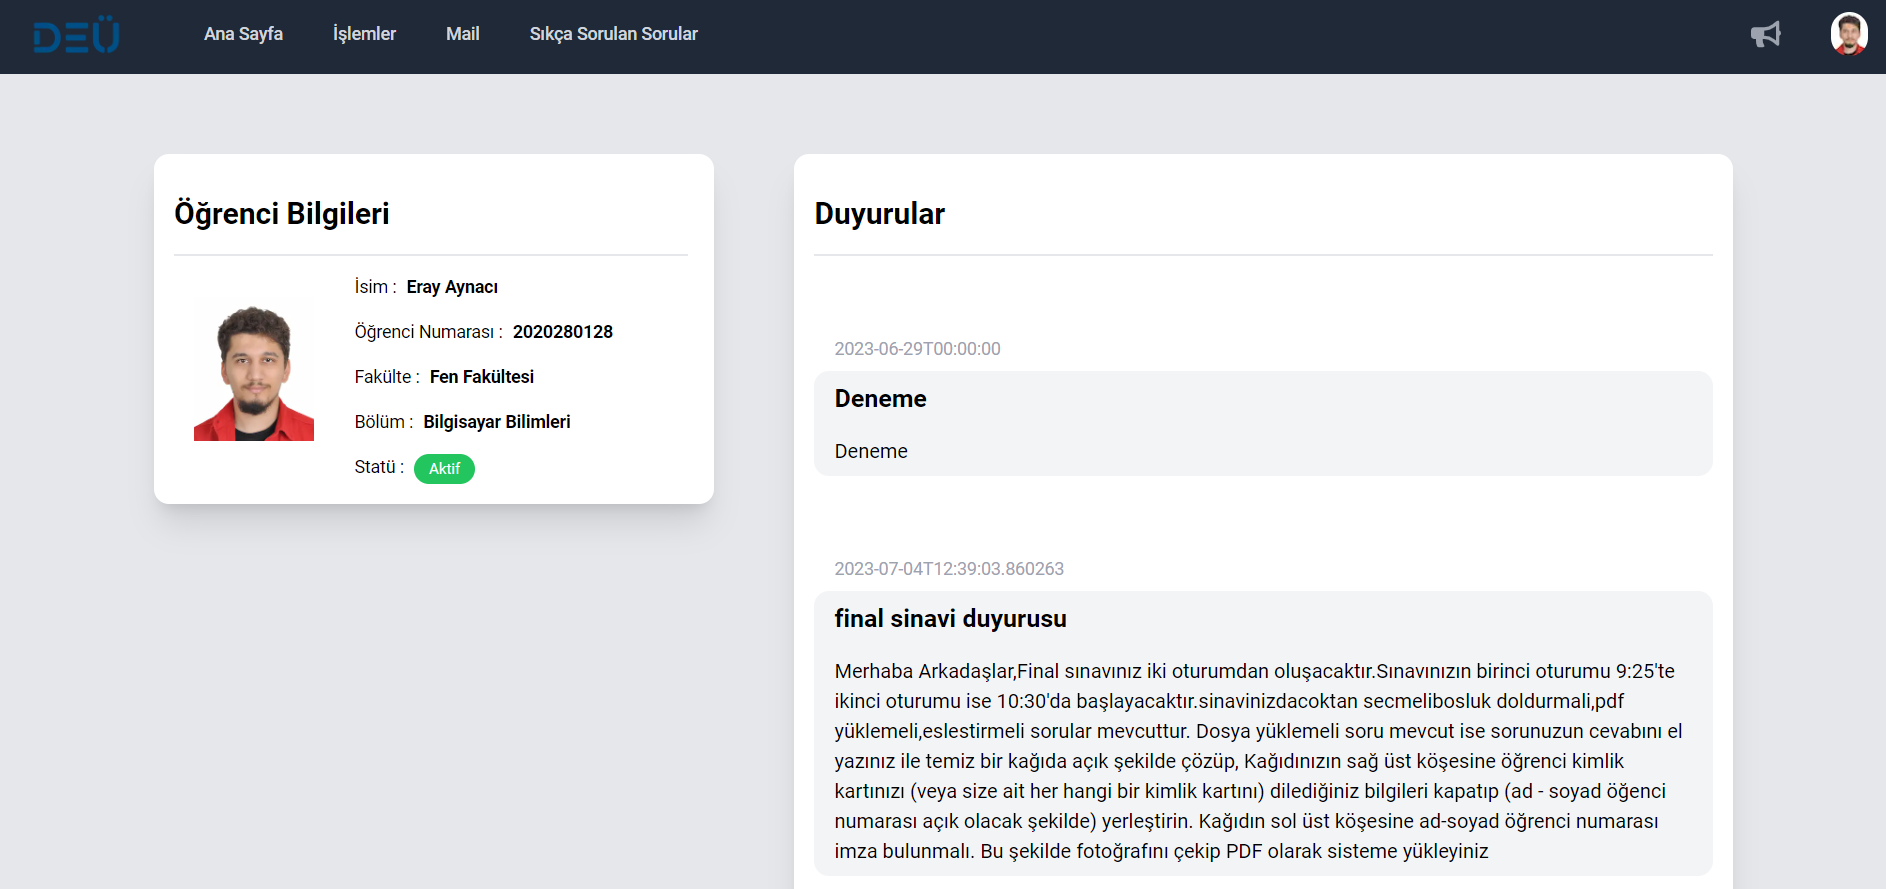 DEÜ
Ana Sayfa
İşlemler
Mail
Sıkça Sorulan Sorular
Öğrenci Bilgileri
İsim : Eray Aynacı
Öğrenci Numarası : 2020280128
Fakülte : Fen Fakültesi
Bölüm : Bilgisayar Bilimleri
Statü : Aktif
Duyurular
2023-06-29T00:00:00
Deneme
Deneme
2023-07-04T12:39:03.860263
final sinavi duyurusu
Merhaba Arkadaşlar,Final sınavınız iki oturumdan oluşacaktır.Sınavınızın birinci oturumu 9:25'te
ikinci oturumu ise 10:30'da başlayacaktır.sinavinizdacoktan secmelibosluk doldurmali,pdf
yüklemeli,eslestirmeli sorular mevcuttur. Dosya yüklemeli soru mevcut ise sorunuzun cevabını el
yazınız ile temiz bir kağıda açık şekilde çözüp, Kağıdınızın sağ üst köşesine öğrenci kimlik
kartınızı (veya size ait her hangi bir kimlik kartını) dilediğiniz bilgileri kapatıp (ad - soyad öğenci
numarası açık olacak şekilde) yerleştirin. Kağıdın sol üst köşesine ad-soyad öğrenci numarası
imza bulunmalı. Bu şekilde fotoğrafını çekip PDF olarak sisteme yükleyiniz